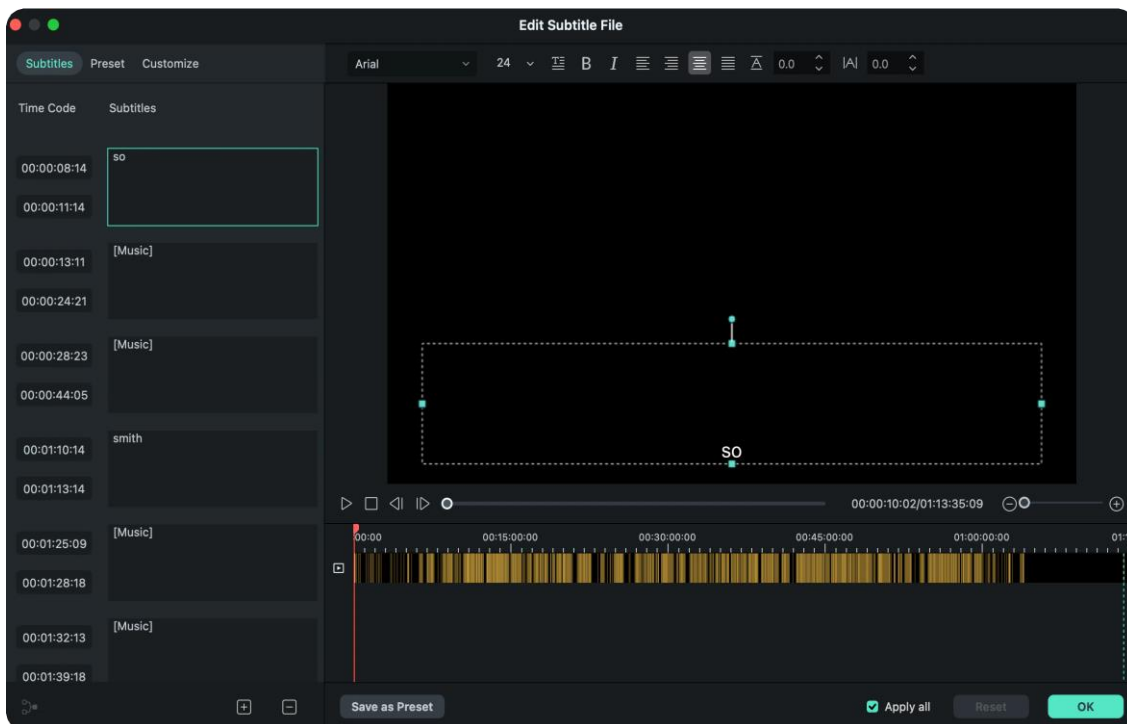 Edit Subtitle File
Subtitles Preset Customize
Arial 24 B I A 0.0 |A| 0.0
Time Code Subtitles
00:00:08:14
so
00:00:11:14
00:00:13:11
[Music]
00:00:24:21
00:00:28:23
[Music]
00:00:44:05
00:01:10:14
smith
00:01:13:14
00:01:25:09
[Music]
00:01:28:18
00:01:32:13
[Music]
00:01:39:18
so
00:00:10:02/01:13:35:09
00:00 00:15:00:00 00:30:00:00 00:45:00:00 01:00:00:00 01:
Save as Preset Apply all Reset OK